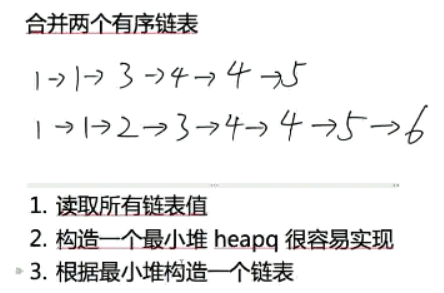 合并两个有序链表
1→1→3→4→4→5
1→1→2→3→4→4→5→6
1. 读取所有链表值
2. 构造一个最小堆 heapq 很容易实现
3. 根据最小堆构造一个链表